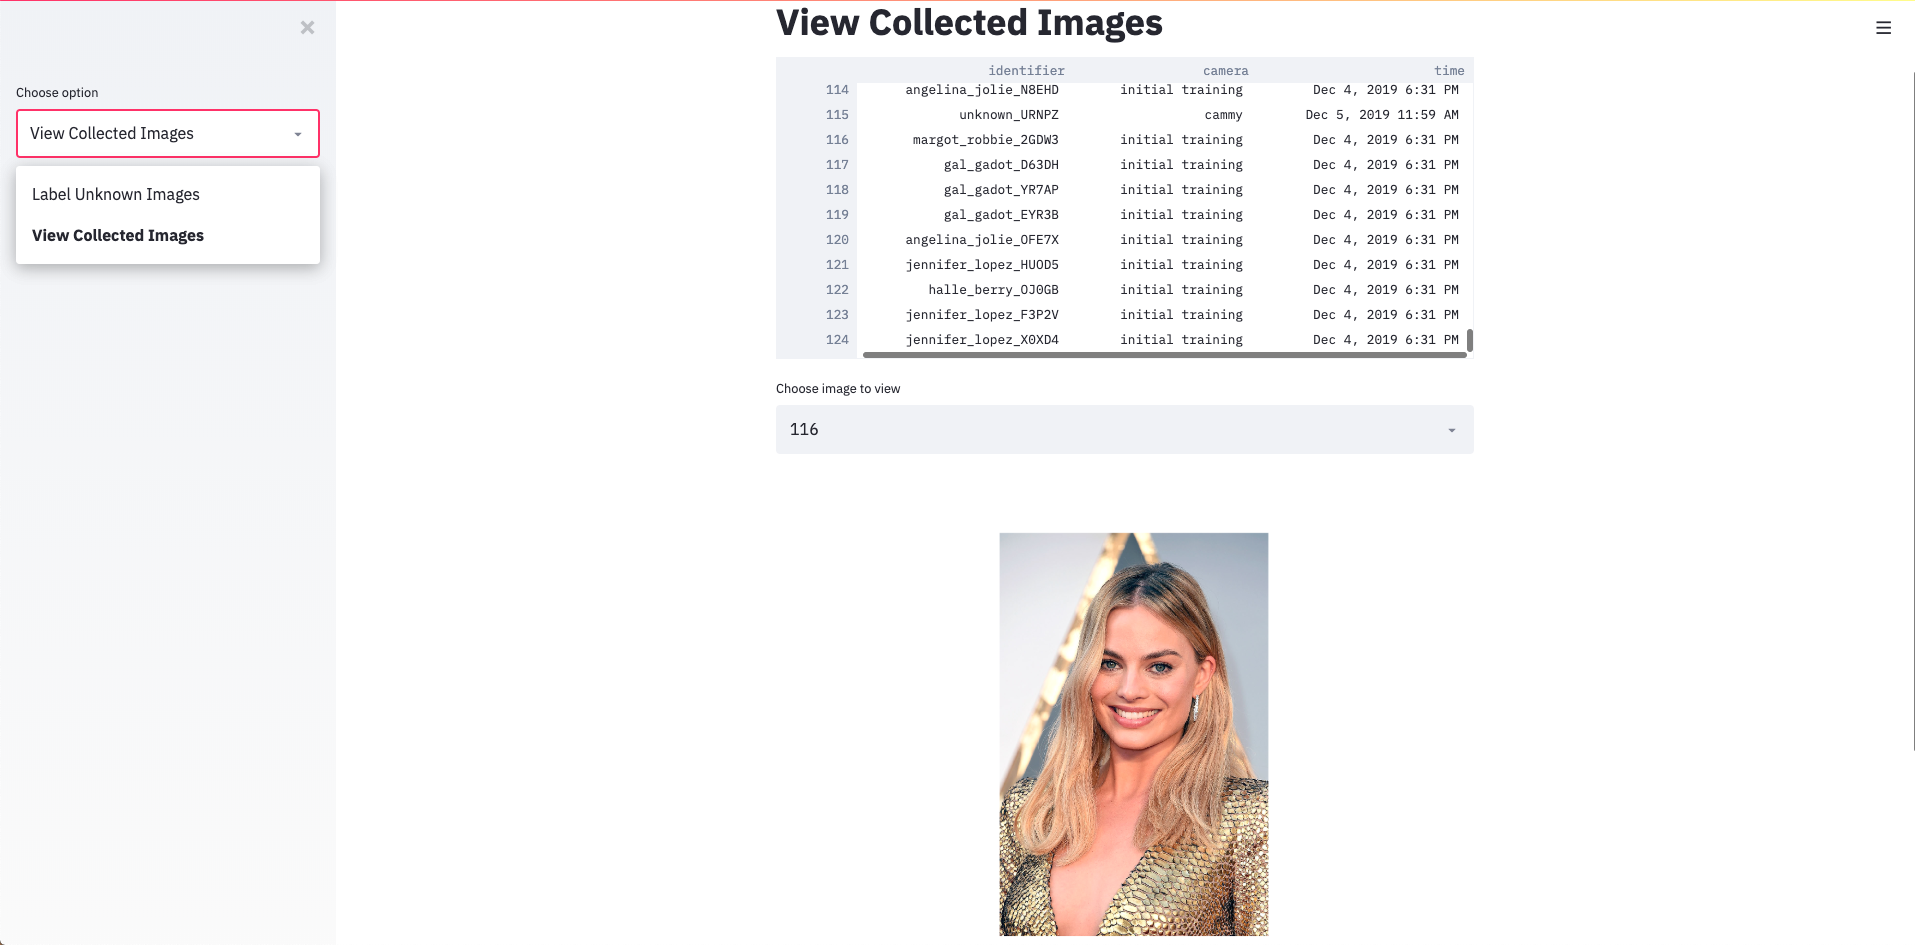 ×
Choose option
View Collected Images
Label Unknown Images
View Collected Images
View Collected Images
identifier camera time
114 angelina_jolie_N8EHD initial training Dec 4, 2019 6:31 PM
115 unknown_URNPZ cammy Dec 5, 2019 11:59 AM
116 margot_robbie_2GDW3 initial training Dec 4, 2019 6:31 PM
117 gal_gadot_D63DH initial training Dec 4, 2019 6:31 PM
118 gal_gadot_YR7AP initial training Dec 4, 2019 6:31 PM
119 gal_gadot_EYR3B initial training Dec 4, 2019 6:31 PM
120 angelina_jolie_OFE7X initial training Dec 4, 2019 6:31 PM
121 jennifer_lopez_HUOD5 initial training Dec 4, 2019 6:31 PM
122 halle_berry_OJ0GB initial training Dec 4, 2019 6:31 PM
123 jennifer_lopez_F3P2V initial training Dec 4, 2019 6:31 PM
124 jennifer_lopez_X0XD4 initial training Dec 4, 2019 6:31 PM
Choose image to view
116